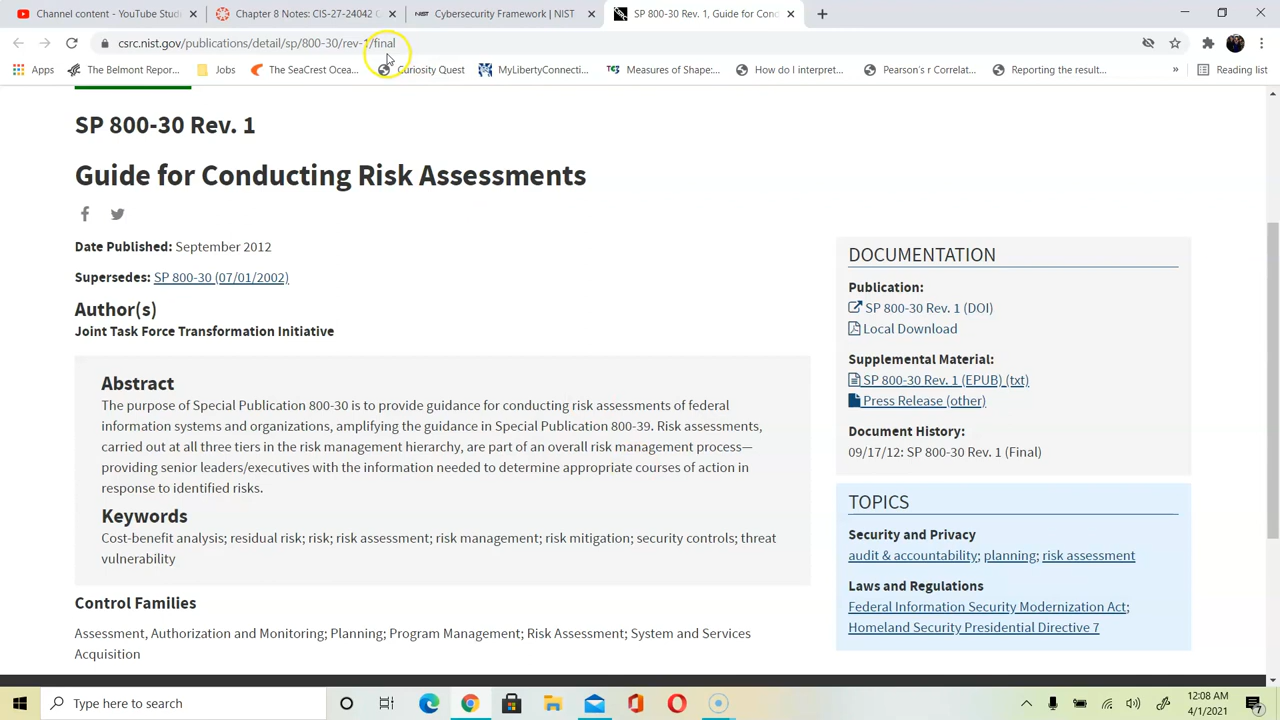 Channel content - YouTube Studi
Chapter 8 Notes: CIS-27-24042 C
NIST Cybersecurity Framework | NIST
SP 800-30 Rev. 1, Guide for Conc
csrc.nist.gov/publications/detail/sp/800-30/rev-1/final
Apps
The Belmont Repor...
Jobs
The SeaCrest Ocea...
Curiosity Quest
MyLibertyConnecti...
TC3 Measures of Shape:...
How do I interpret...
Pearson's r Correlat...
Reporting the result...
»
Reading list
SP 800-30 Rev. 1
Guide for Conducting Risk Assessments
Date Published: September 2012
Supersedes: SP 800-30 (07/01/2002)
Author(s)
Joint Task Force Transformation Initiative
Abstract
The purpose of Special Publication 800-30 is to provide guidance for conducting risk assessments of federal
information systems and organizations, amplifying the guidance in Special Publication 800-39. Risk assessments,
carried out at all three tiers in the risk management hierarchy, are part of an overall risk management process—
providing senior leaders/executives with the information needed to determine appropriate courses of action in
response to identified risks.
Keywords
Cost-benefit analysis; residual risk; risk; risk assessment; risk management; risk mitigation; security controls; threat
vulnerability
Control Families
Assessment, Authorization and Monitoring; Planning; Program Management; Risk Assessment; System and Services
Acquisition
DOCUMENTATION
Publication:
SP 800-30 Rev. 1 (DOI)
Local Download
Supplemental Material:
SP 800-30 Rev. 1 (EPUB) (txt)
Press Release (other)
Document History:
09/17/12: SP 800-30 Rev. 1 (Final)
TOPICS
Security and Privacy
audit & accountability; planning; risk assessment
Laws and Regulations
Federal Information Security Modernization Act;
Homeland Security Presidential Directive 7
Type here to search
12:08 AM
4/1/2021
7